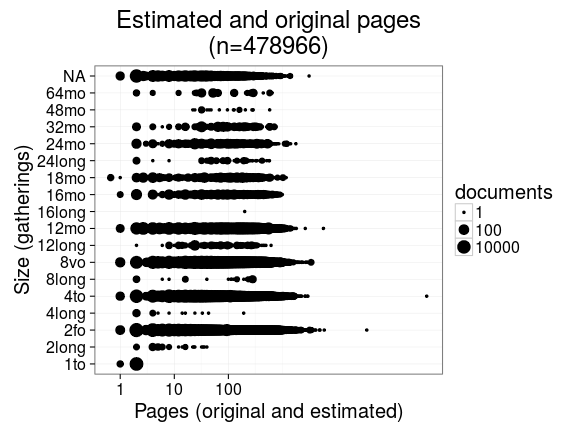 Estimated and original pages
(n=478966)
NA
64mo
48mo
32mo
24mo
24long
18mo
16mo
16long
12mo
12long
8vo
8long
4to
4long
2fo
2long
1to
Size (gatherings)
1 10 100
Pages (original and estimated)
documents
1
100
10000